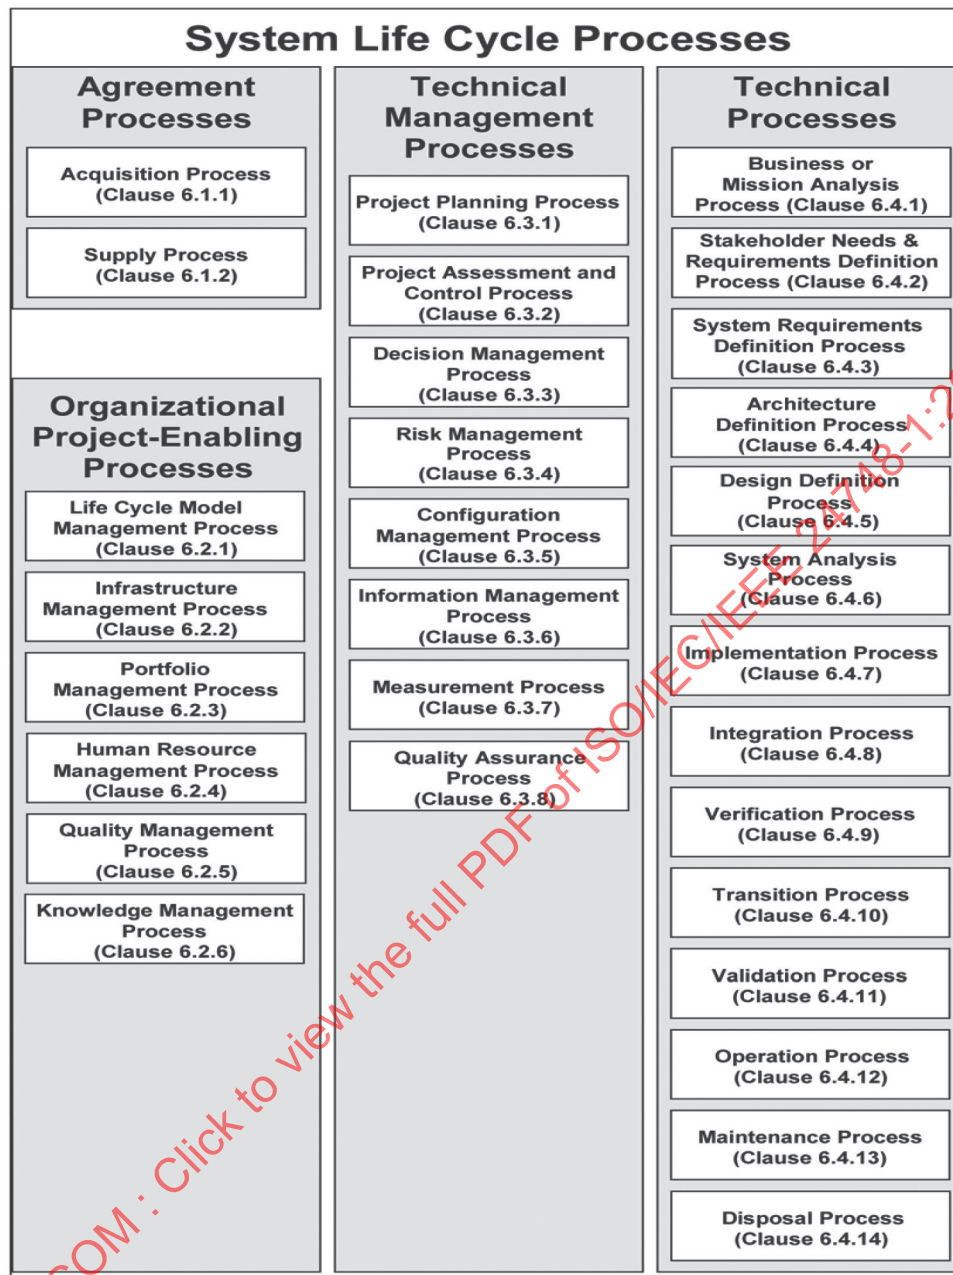 System Life Cycle Processes
Agreement
Processes
Acquisition Process
(Clause 6.1.1)
Supply Process
(Clause 6.1.2)
Organizational
Project-Enabling
Processes
Life Cycle Model
Management Process
(Clause 6.2.1)
Infrastructure
Management Process
(Clause 6.2.2)
Portfolio
Management Process
(Clause 6.2.3)
Human Resource
Management Process
(Clause 6.2.4)
Quality Management
Process
(Clause 6.2.5)
Knowledge Management
Process
(Clause 6.2.6)
Technical
Management
Processes
Project Planning Process
(Clause 6.3.1)
Project Assessment and
Control Process
(Clause 6.3.2)
Decision Management
Process
(Clause 6.3.3)
Risk Management
Process
(Clause 6.3.4)
Configuration
Management Process
(Clause 6.3.5)
Information Management
Process
(Clause 6.3.6)
Measurement Process
(Clause 6.3.7)
Quality Assurance
Process
(Clause 6.3.8)
Technical
Processes
Business or
Mission Analysis
Process (Clause 6.4.1)
Stakeholder Needs &
Requirements Definition
Process (Clause 6.4.2)
System Requirements
Definition Process
(Clause 6.4.3)
Architecture
Definition Process
(Clause 6.4.4)
Design Definition
Process
(Clause 6.4.5)
System Analysis
Process
(Clause 6.4.6)
Implementation Process
(Clause 6.4.7)
Integration Process
(Clause 6.4.8)
Verification Process
(Clause 6.4.9)
Transition Process
(Clause 6.4.10)
Validation Process
(Clause 6.4.11)
Operation Process
(Clause 6.4.12)
Maintenance Process
(Clause 6.4.13)
Disposal Process
(Clause 6.4.14)
COM : Click to view the full PDF of ISO/IEC/IEEE 24748-1:2